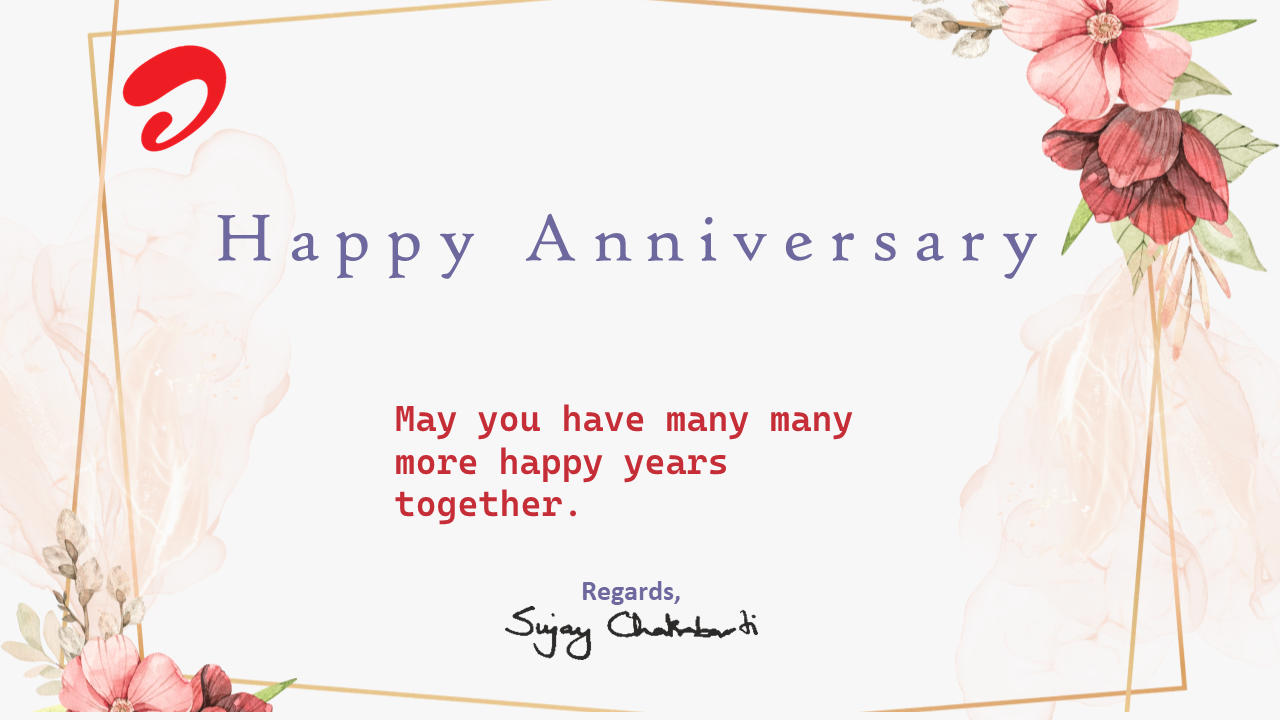 Happy Anniversary
May you have many many
more happy years
together.
Regards,
Sujay Chakrabarti